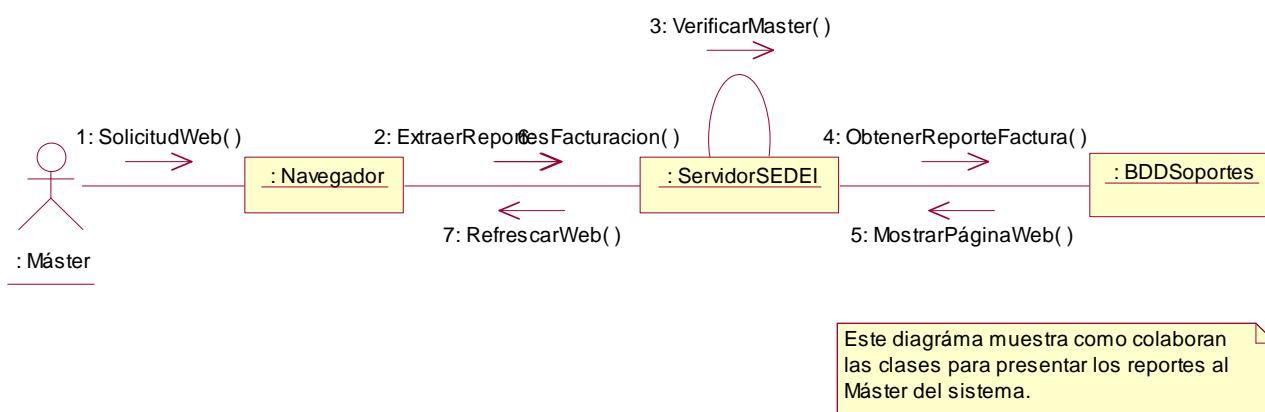 3: VerificarMaster( )
1: SolicitudWeb( )
2: ExtraerReportesFacturacion( )
6:
4: ObtenerReporteFactura( )
: Navegador
: ServidorSEDEI
: BDDSoportes
7: RefrescarWeb( )
5: MostrarPáginaWeb( )
: Máster
Este diagráma muestra como colaboran
las clases para presentar los reportes al
Máster del sistema.